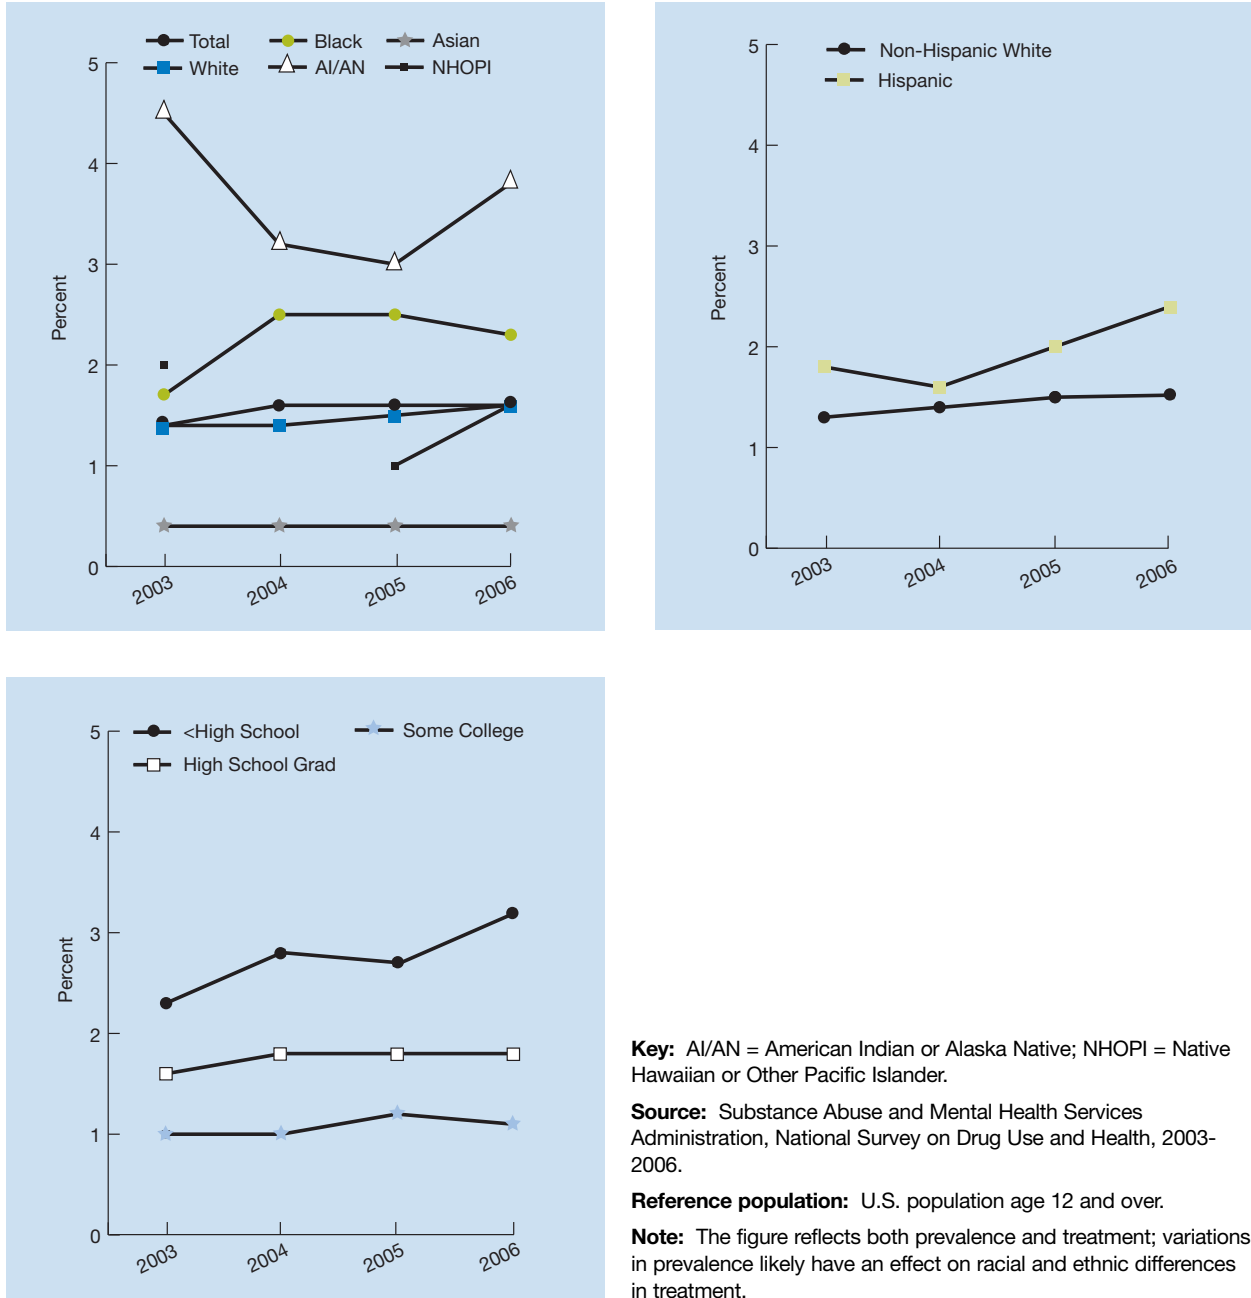 Total
Black
Asian
White
AI/AN
NHOPI
5
4
3
2
1
0
Percent
2003
2004
2005
2006
Non-Hispanic White
Hispanic
5
4
3
2
1
0
Percent
2003
2004
2005
2006
<High School
Some College
High School Grad
5
4
3
2
1
0
Percent
2003
2004
2005
2006
Key: AI/AN = American Indian or Alaska Native; NHOPI = Native
Hawaiian or Other Pacific Islander.
Source: Substance Abuse and Mental Health Services
Administration, National Survey on Drug Use and Health, 2003-
2006.
Reference population: U.S. population age 12 and over.
Note: The figure reflects both prevalence and treatment; variations
in prevalence likely have an effect on racial and ethnic differences
in treatment.